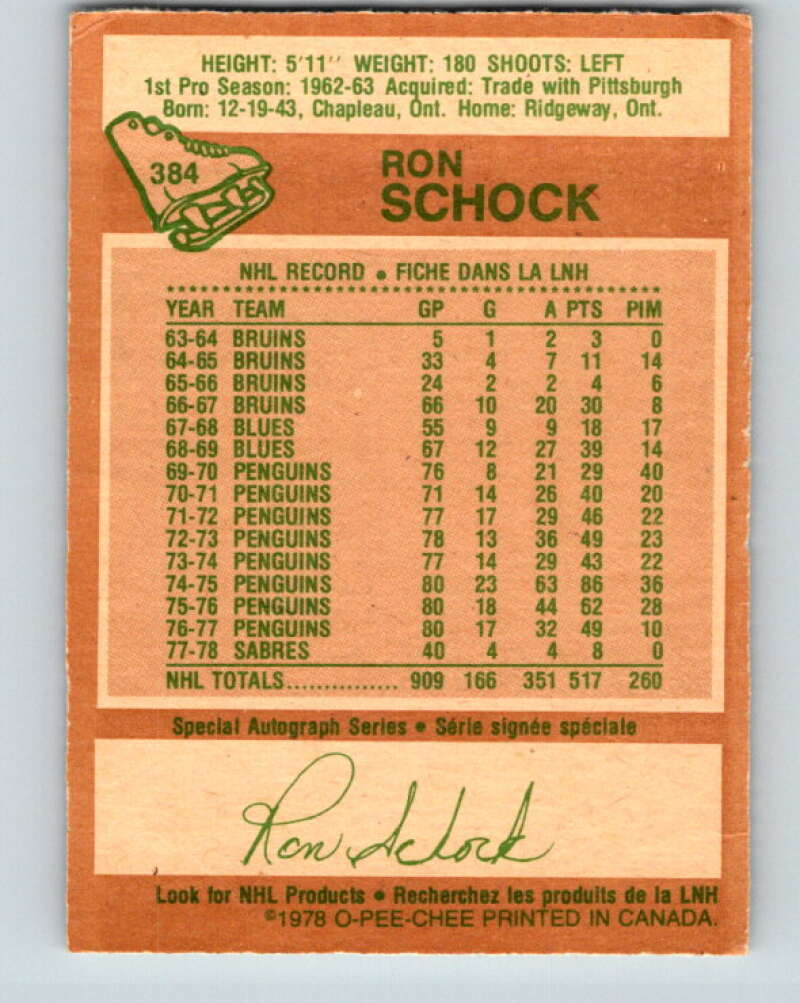 HEIGHT: 5'11" WEIGHT: 180 SHOOTS: LEFT
1st Pro Season: 1962-63 Acquired: Trade with Pittsburgh
Born: 12-19-43, Chapleau, Ont. Home: Ridgeway, Ont.
384
RON
SCHOCK
NHL RECORD • FICHE DANS LA LNH
YEAR TEAM GP G A PTS PIM
63-64 BRUINS 5 1 2 3 0
64-65 BRUINS 33 4 7 11 14
65-66 BRUINS 24 2 2 4 6
66-67 BRUINS 66 10 20 30 8
67-68 BLUES 55 9 9 18 17
68-69 BLUES 67 12 27 39 14
69-70 PENGUINS 76 8 21 29 40
70-71 PENGUINS 71 14 26 40 20
71-72 PENGUINS 77 17 29 46 22
72-73 PENGUINS 78 13 36 49 23
73-74 PENGUINS 77 14 29 43 22
74-75 PENGUINS 80 23 63 86 36
75-76 PENGUINS 80 18 44 62 28
76-77 PENGUINS 80 17 32 49 10
77-78 SABRES 40 4 4 8 0
NHL TOTALS............... 909 166 351 517 260
Special Autograph Series • Série signée spéciale
Ron Schock
Look for NHL Products • Recherchez les produits de la LNH
©1978 O-PEE-CHEE PRINTED IN CANADA.